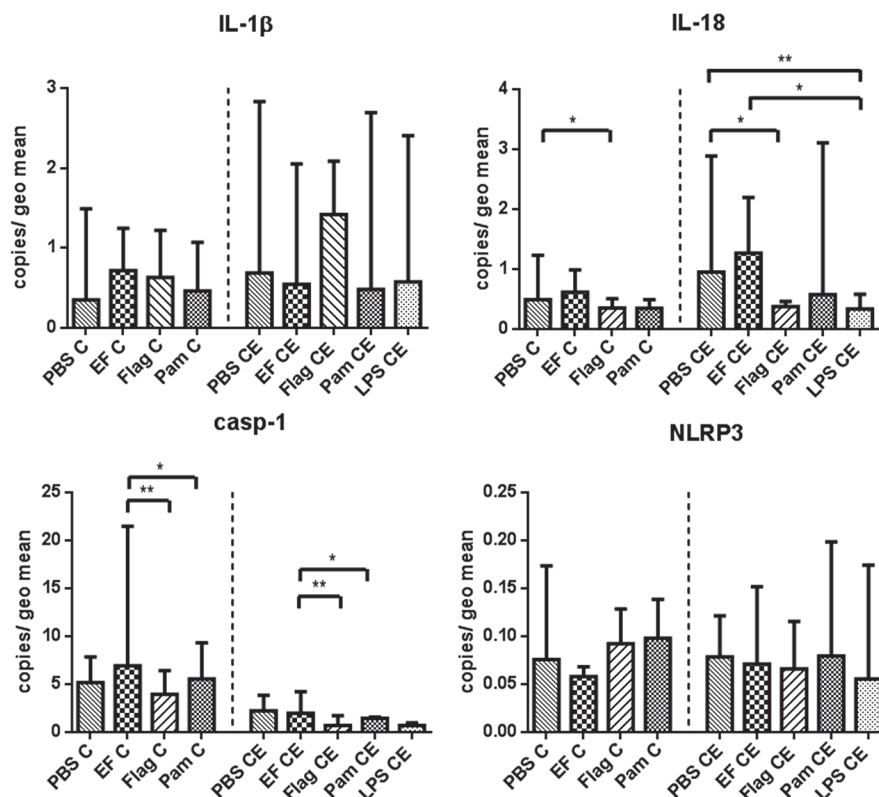 IL-1β
copies/ geo mean
3
2
1
0
PBS C
EF C
Flag C
Pam C
PBS CE
EF CE
Flag CE
Pam CE
LPS CE
IL-18
copies/ geo mean
4
3
2
1
0
**
*
*
*
PBS C
EF C
Flag C
Pam C
PBS CE
EF CE
Flag CE
Pam CE
LPS CE
casp-1
copies/ geo mean
25
20
15
10
5
0
*
**
*
**
PBS C
EF C
Flag C
Pam C
PBS CE
EF CE
Flag CE
Pam CE
LPS CE
NLRP3
copies/ geo mean
0.25
0.20
0.15
0.10
0.05
0.00
PBS C
EF C
Flag C
Pam C
PBS CE
EF CE
Flag CE
Pam CE
LPS CE